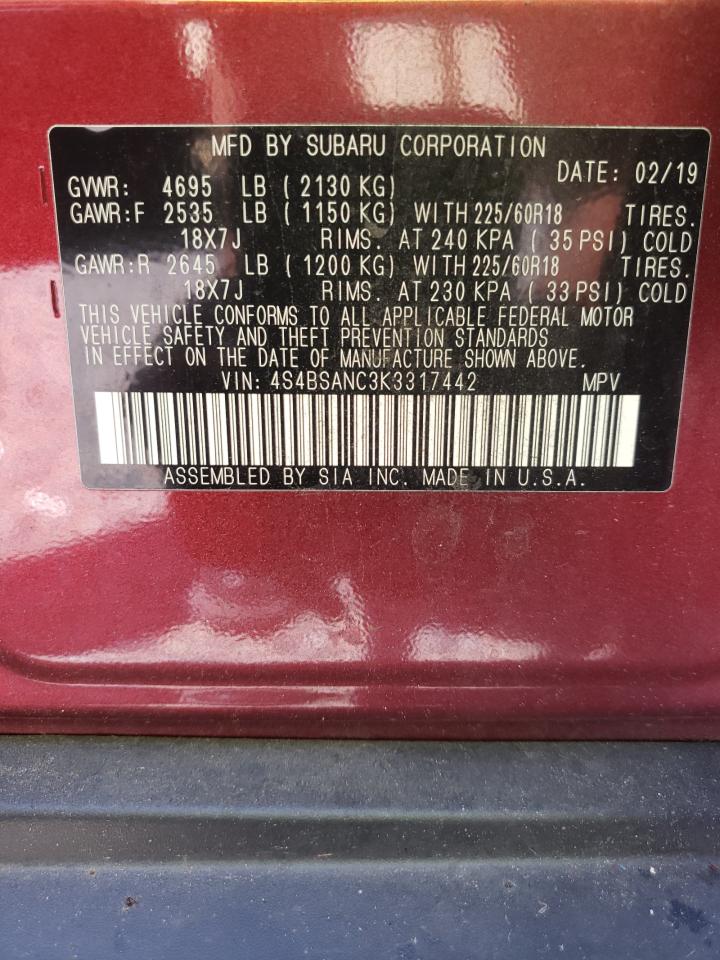 MFD BY SUBARU CORPORATION
DATE: 02/19
GVWR: 4695 LB ( 2130 KG)
GAWR:F 2535 LB ( 1150 KG) WITH 225/60R18 TIRES.
18X7J RIMS. AT 240 KPA ( 35 PSI) COLD
GAWR:R 2645 LB ( 1200 KG) WITH 225/60R18 TIRES.
18X7J RIMS. AT 230 KPA ( 33 PSI) COLD
THIS VEHICLE CONFORMS TO ALL APPLICABLE FEDERAL MOTOR
VEHICLE SAFETY AND THEFT PREVENTION STANDARDS
IN EFFECT ON THE DATE OF MANUFACTURE SHOWN ABOVE.
VIN: 4S4BSANC3K3317442 MPV
ASSEMBLED BY SIA INC. MADE IN U.S.A.